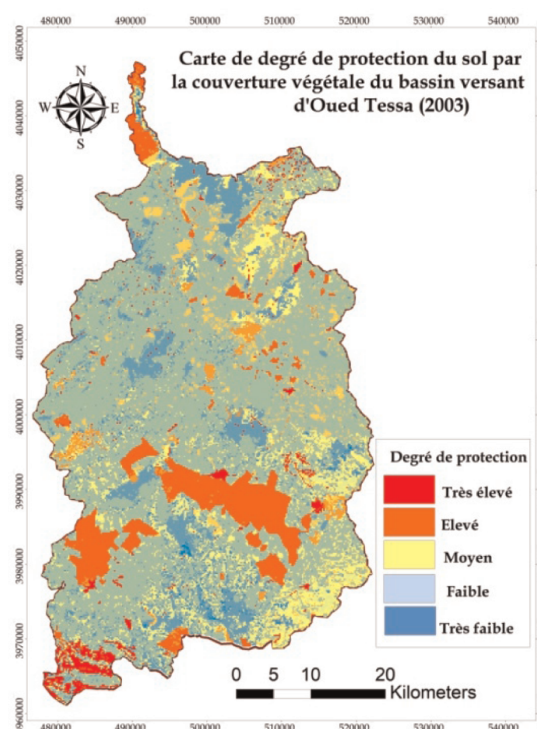 480000 490000 500000 510000 520000 530000
4050000
4040000
4030000
4020000
4010000
4000000
3990000
3980000
3970000
3960000
Carte de degré de protection du sol par
la couverture végétale du bassin versant
d'Oued Tessa (2003)
N
W E
S
Degré de protection
Très élevé
Elevé
Moyen
Faible
Très faible
0 5 10 20
Kilometers
480000 490000 500000 510000 520000 530000